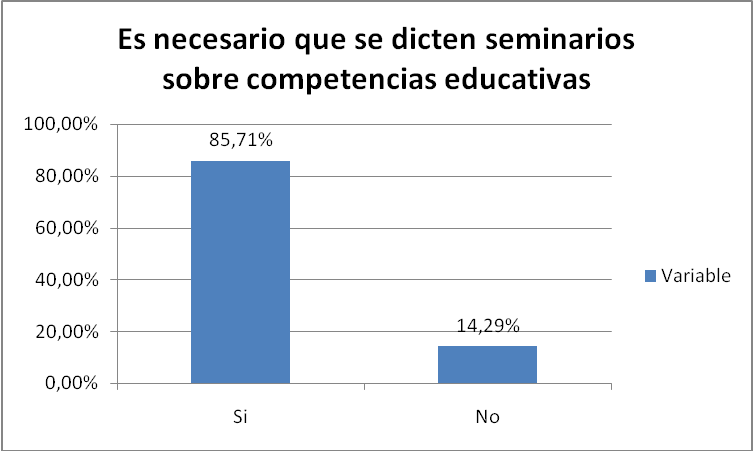 Es necesario que se dicten seminarios
sobre competencias educativas
100,00%
80,00%
60,00%
40,00%
20,00%
0,00%
85,71%
14,29%
Si
No
Variable